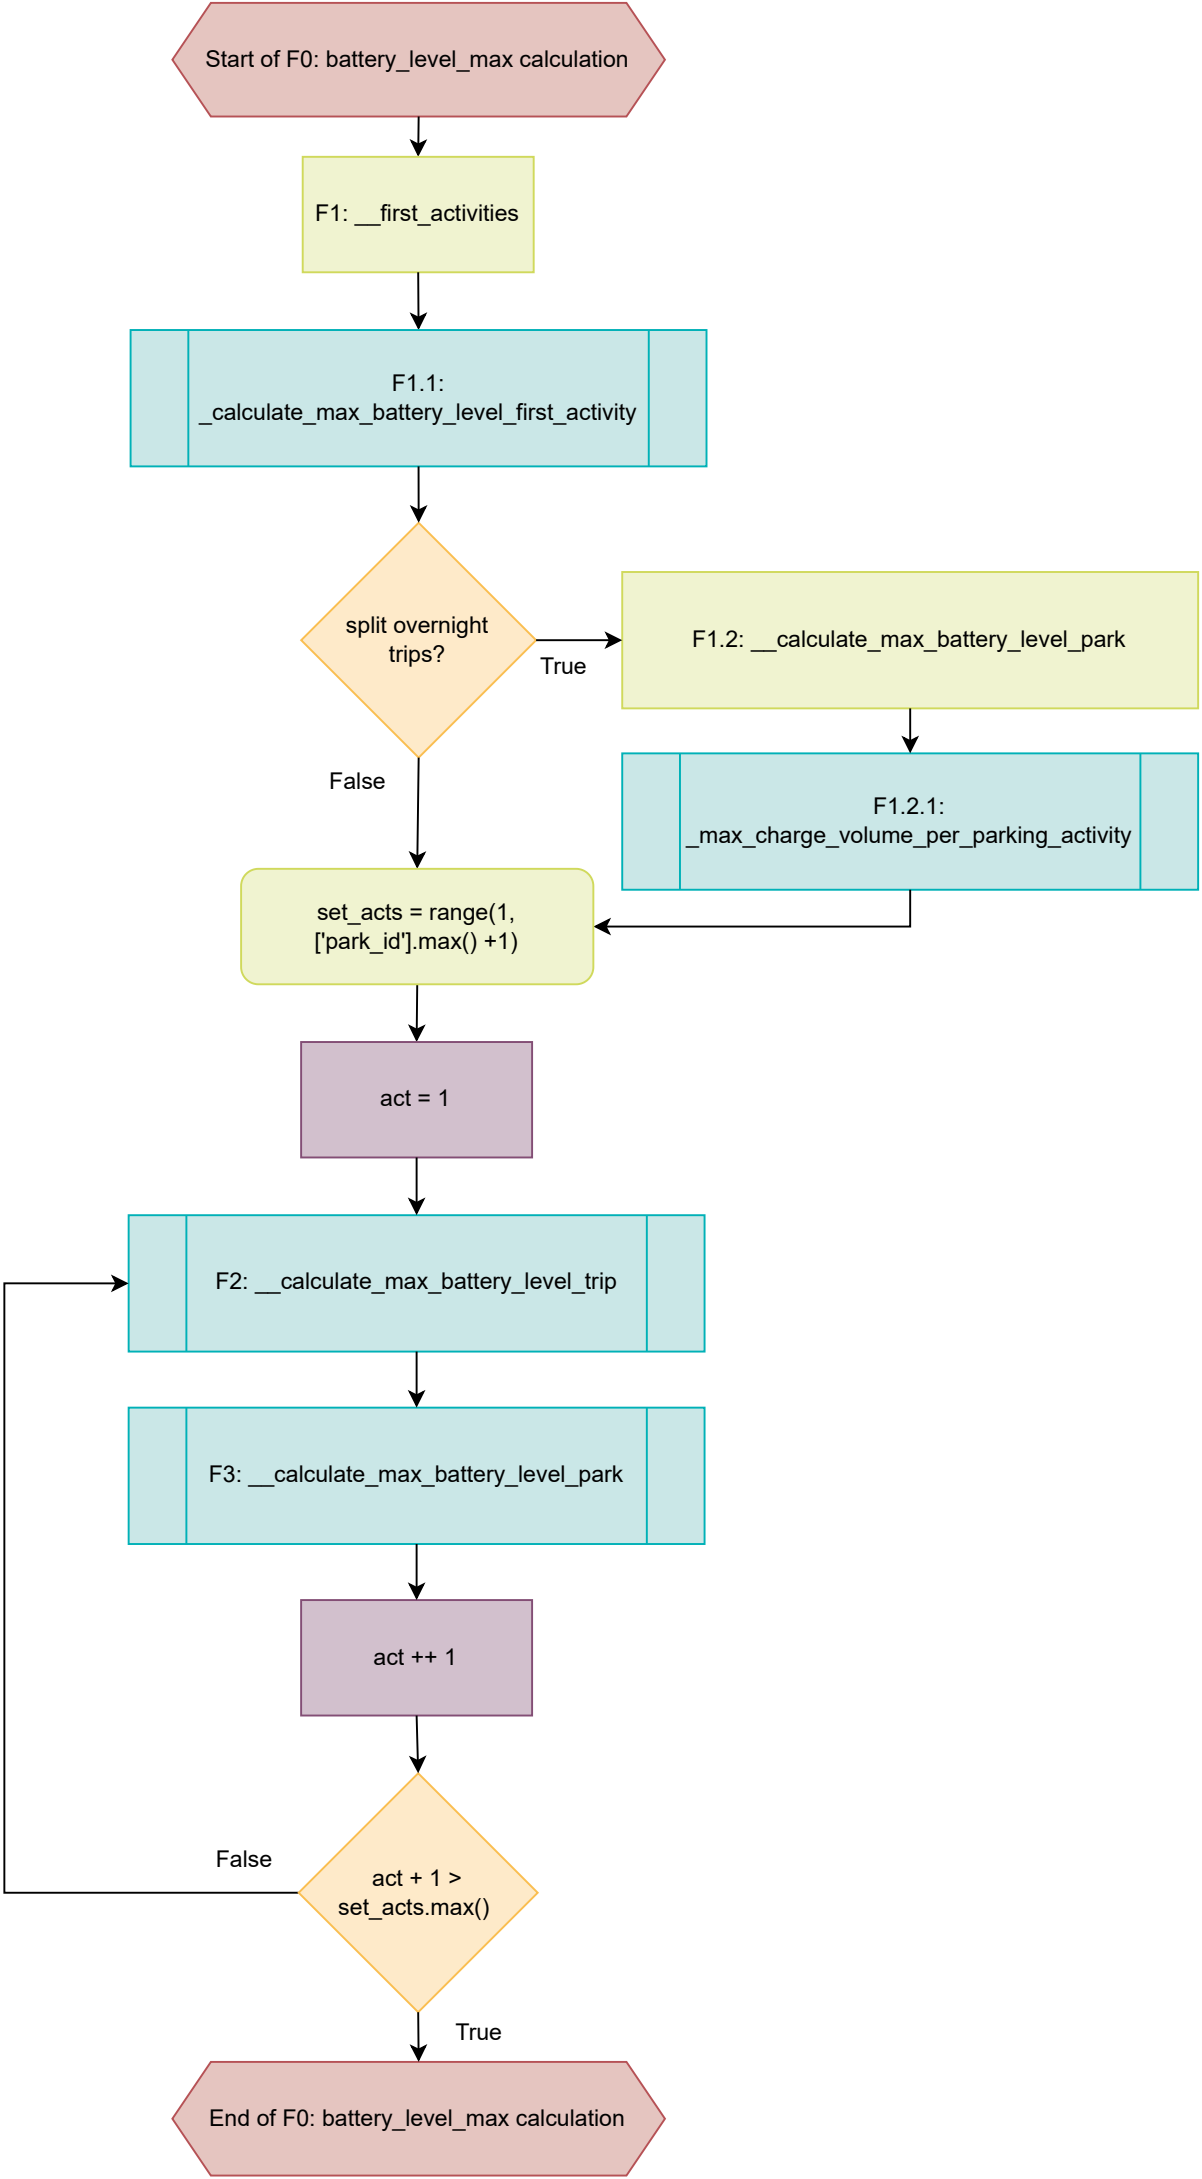 Start of F0: battery_level_max calculation
F1: __first_activities
F1.1:
_calculate_max_battery_level_first_activity
split overnight
trips?
True
F1.2: __calculate_max_battery_level_park
F1.2.1:
_max_charge_volume_per_parking_activity
False
set_acts = range(1,
['park_id'].max() +1)
act = 1
F2: __calculate_max_battery_level_trip
F3: __calculate_max_battery_level_park
act ++ 1
False
act + 1 >
set_acts.max()
True
End of F0: battery_level_max calculation